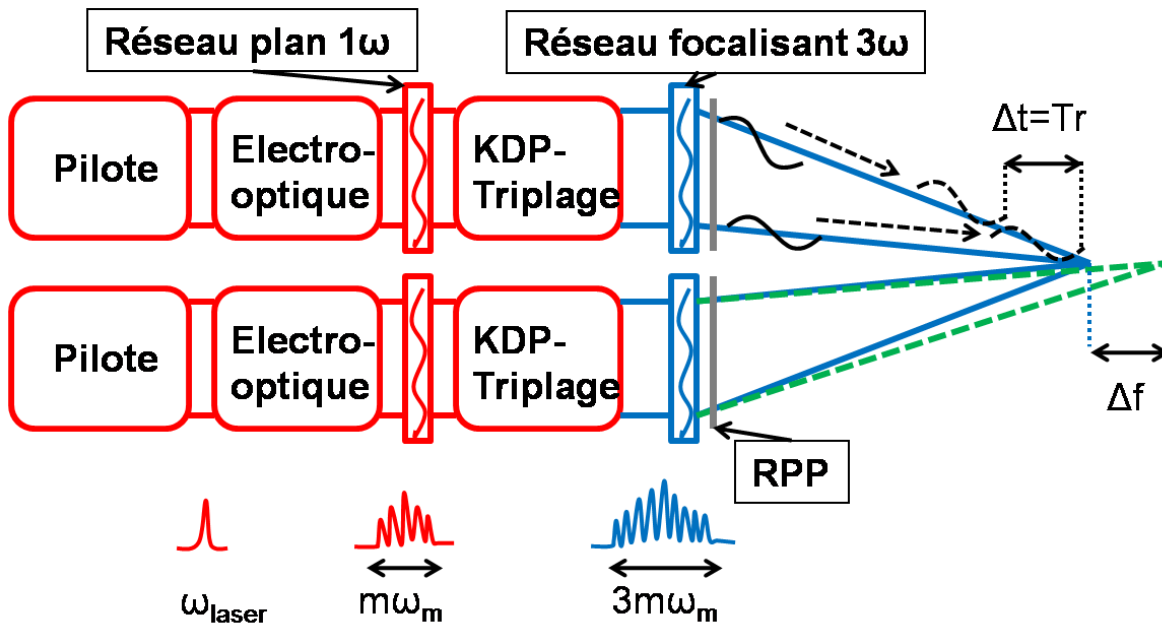 Réseau plan 1ω
Réseau focalisant 3ω
Pilote
Electro-
optique
KDP-
Triplage
Δt=Tr
Pilote
Electro-
optique
KDP-
Triplage
Δf
RPP
ωlaser
mωm
3mωm